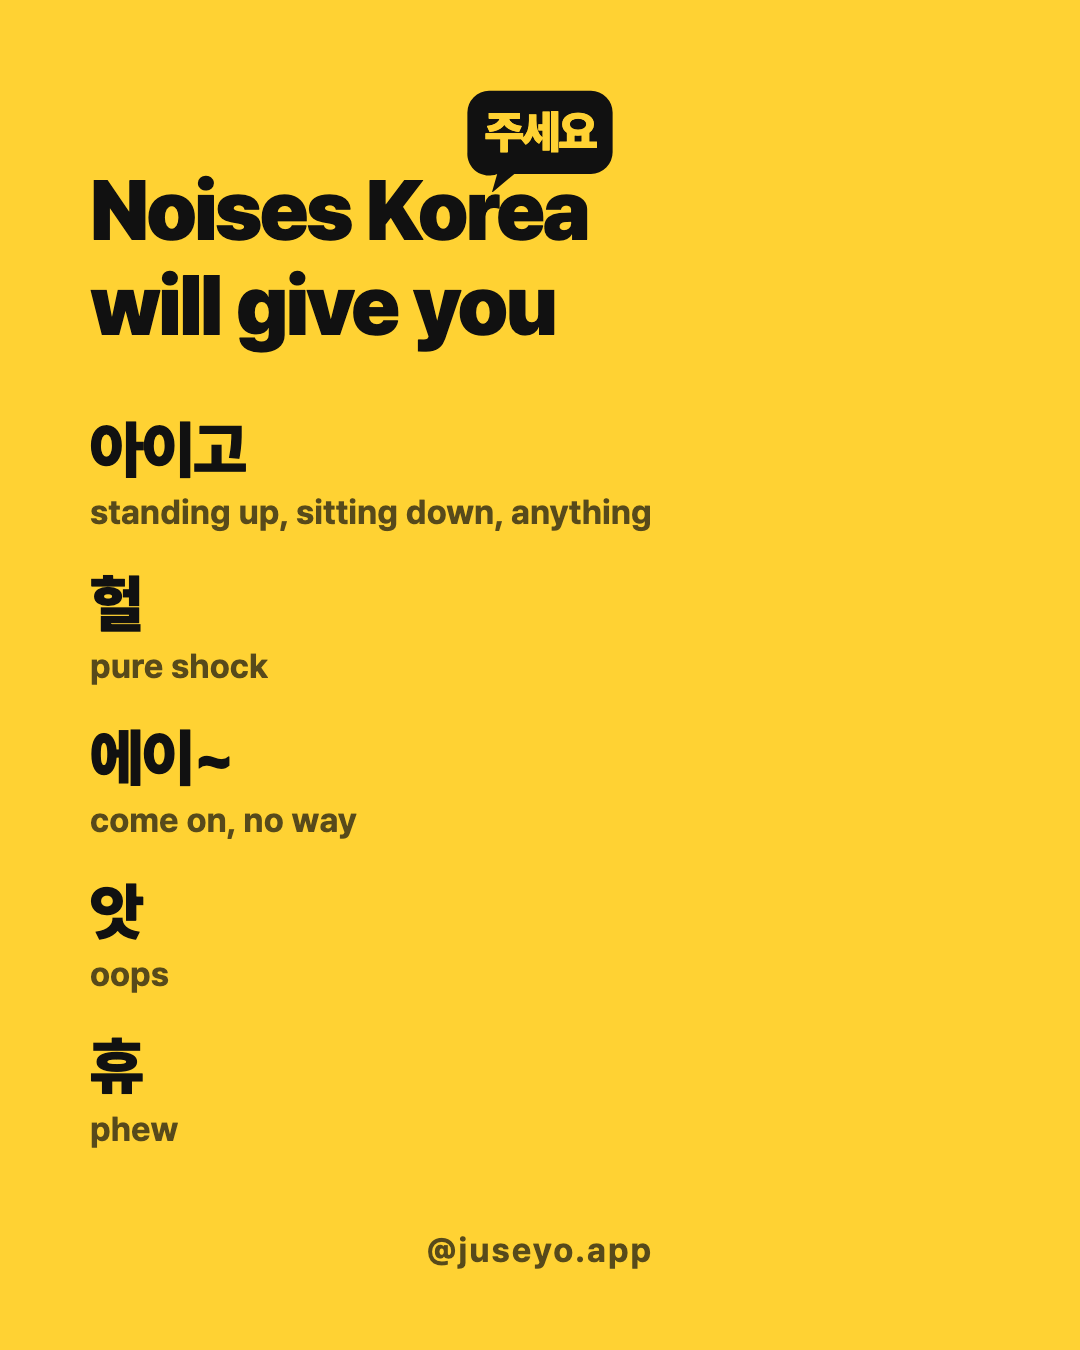 주세요
Noises Korea
will give you
아이고
standing up, sitting down, anything
헐
pure shock
에이~
come on, no way
앗
oops
휴
phew
@juseyo.app